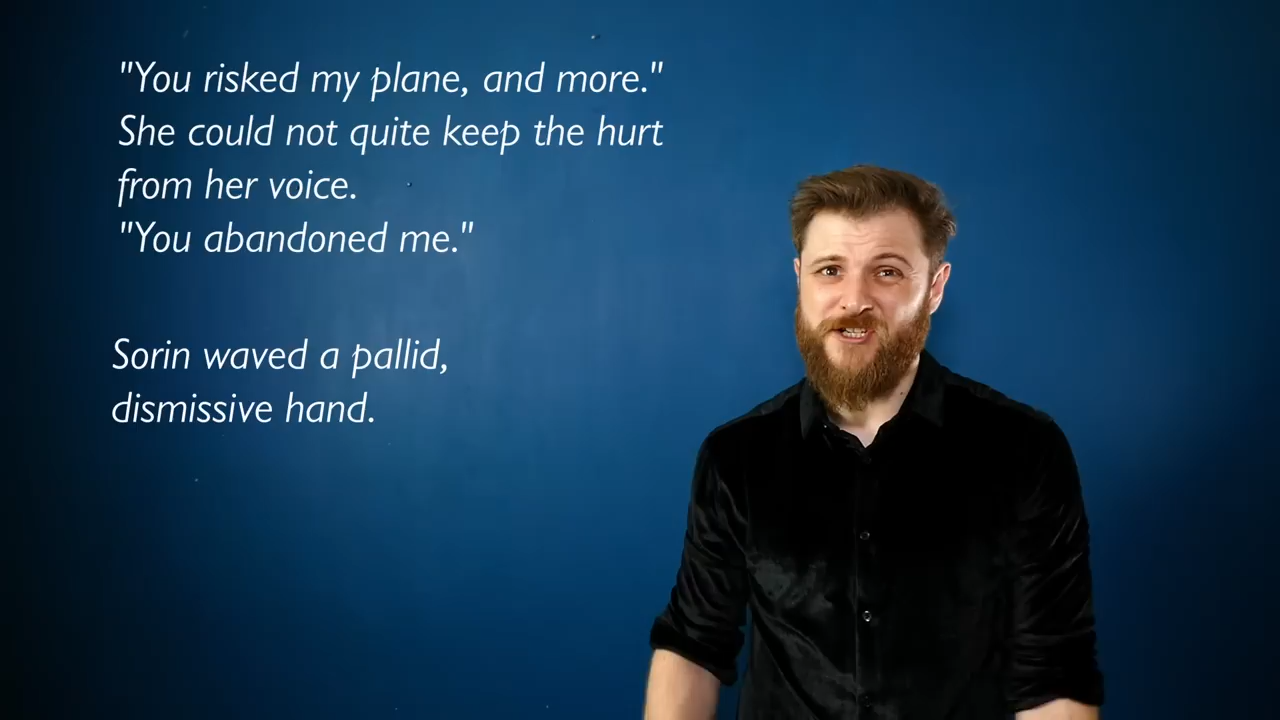 "You risked my plane, and more."
She could not quite keep the hurt
from her voice.
"You abandoned me."
Sorin waved a pallid,
dismissive hand.